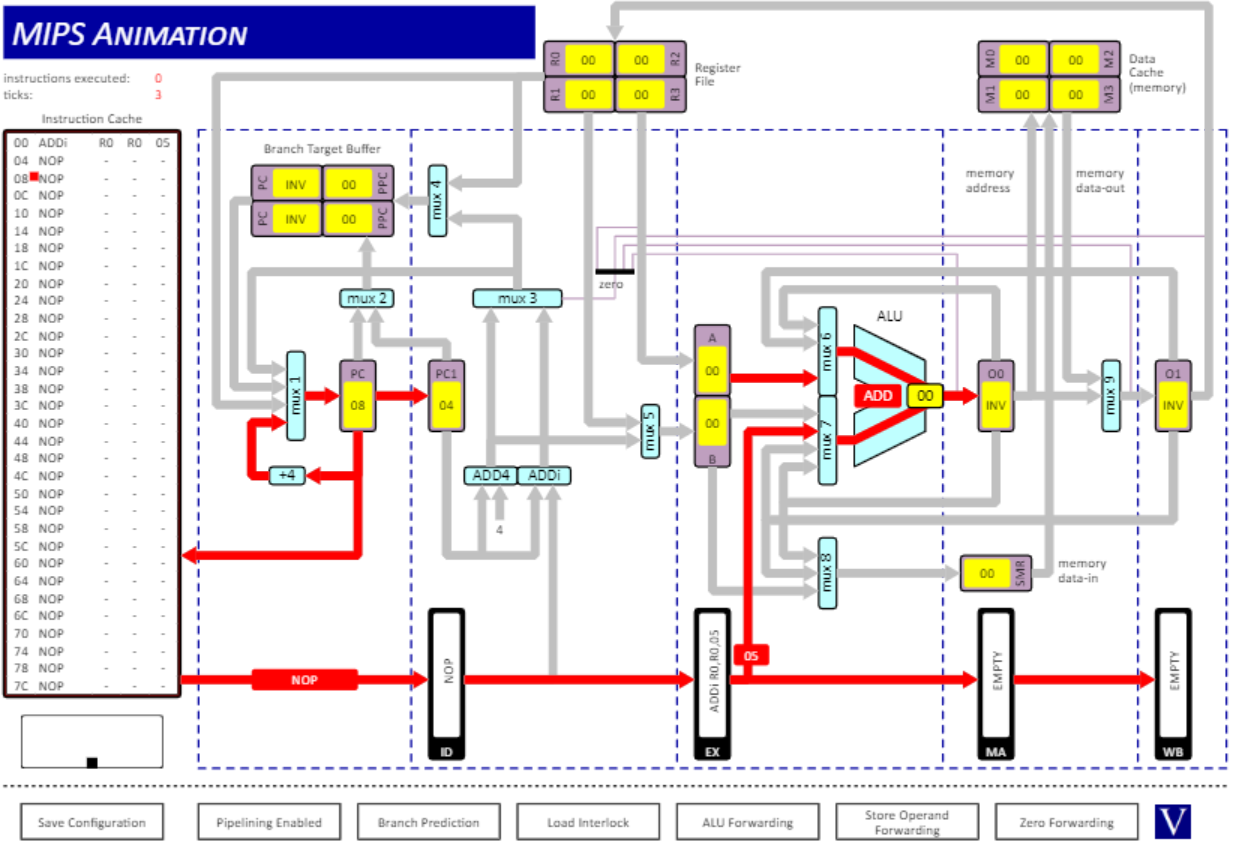 MIPS ANIMATION
instructions executed: 0
ticks: 3
Instruction Cache
00 ADDi R0 R0 05
04 NOP - - -
08 NOP - - -
0C NOP - - -
10 NOP - - -
14 NOP - - -
18 NOP - - -
1C NOP - - -
20 NOP - - -
24 NOP - - -
28 NOP - - -
2C NOP - - -
30 NOP - - -
34 NOP - - -
38 NOP - - -
3C NOP - - -
40 NOP - - -
44 NOP - - -
48 NOP - - -
4C NOP - - -
50 NOP - - -
54 NOP - - -
58 NOP - - -
5C NOP - - -
60 NOP - - -
64 NOP - - -
68 NOP - - -
6C NOP - - -
70 NOP - - -
74 NOP - - -
78 NOP - - -
7C NOP - - -
R0 00 00 R2
R1 00 00 R3
Register
File
M0 00 00 M2
M1 00 00 M3
Data
Cache
(memory)
Branch Target Buffer
PC INV 00 PPC
PC INV 00 PPC
mux 4
memory
address
memory
data-out
zero
mux 2
mux 3
ALU
mux 1
PC
08
PC1
04
A
00
00
B
mux 5
mux 6
mux 7
ADD
00
O0
INV
mux 9
O1
INV
+4
ADD4
ADDi
4
mux 8
00 SMR
memory
data-in
NOP
NOP
ID
ADDi R0,R0,05
EX
05
EMPTY
MA
EMPTY
WB
Save Configuration
Pipelining Enabled
Branch Prediction
Load Interlock
ALU Forwarding
Store Operand
Forwarding
Zero Forwarding
V